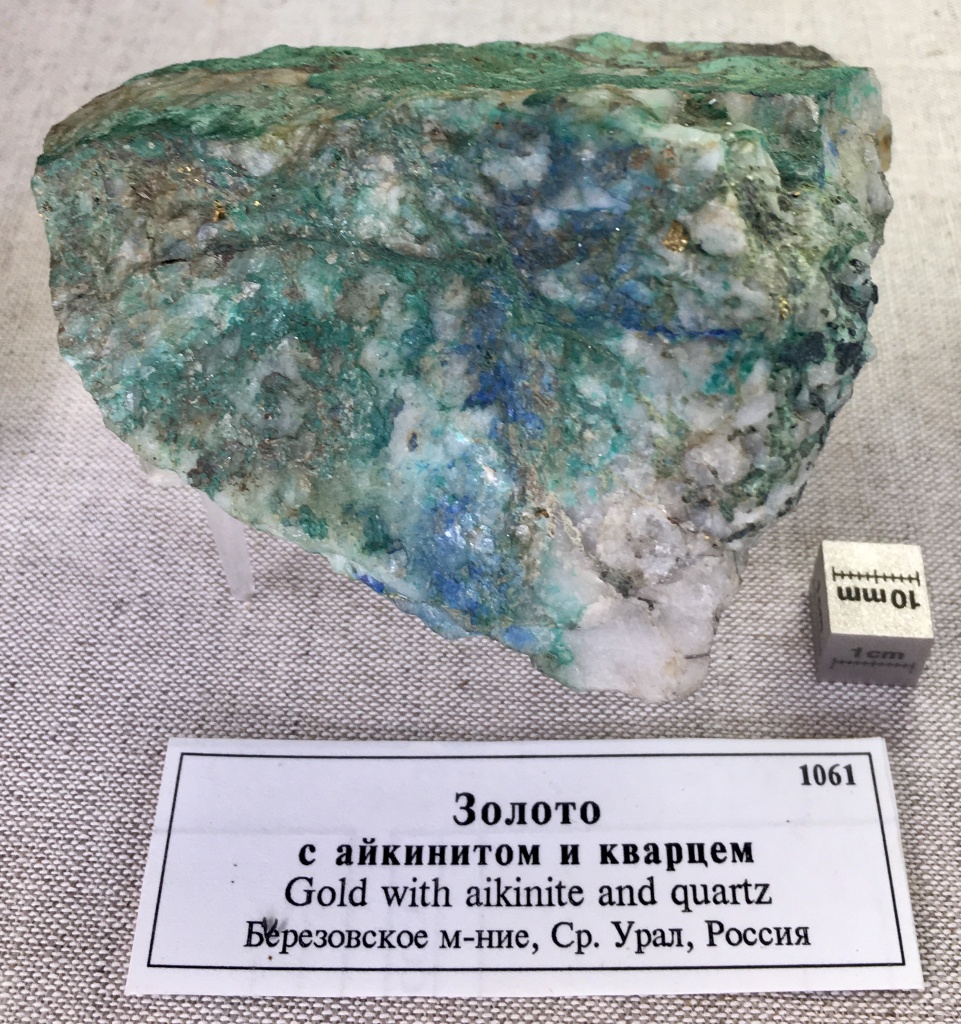 10mm
1cm
1061
Золото
с айкинитом и кварцем
Gold with aikinite and quartz
Березовское м-ние, Ср. Урал, Россия